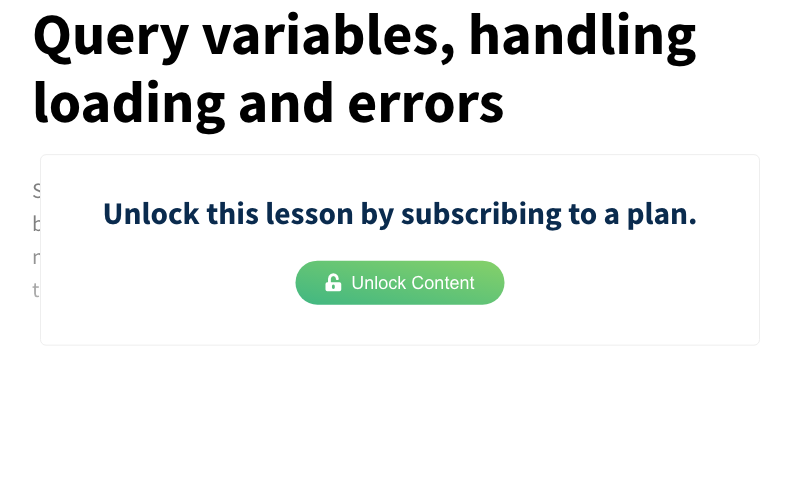 Query variables, handling
loading and errors
Unlock this lesson by subscribing to a plan.
Unlock Content